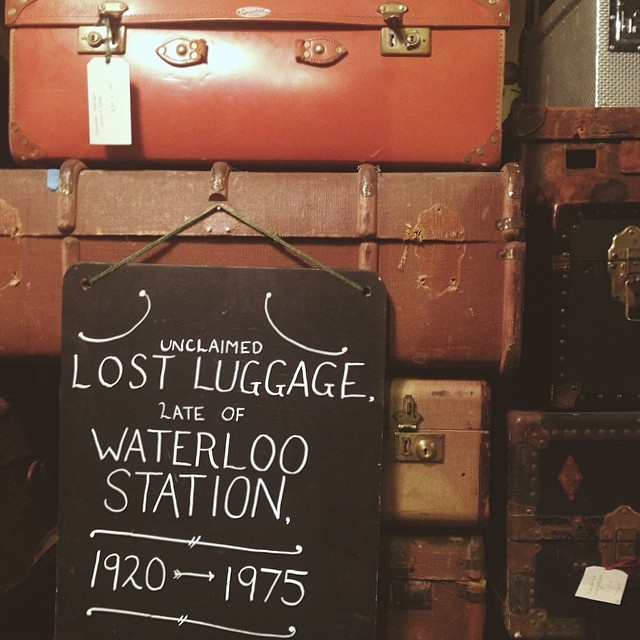 UNCLAIMED
LOST LUGGAGE,
LATE OF
WATERLOO
STATION,
1920 → 1975